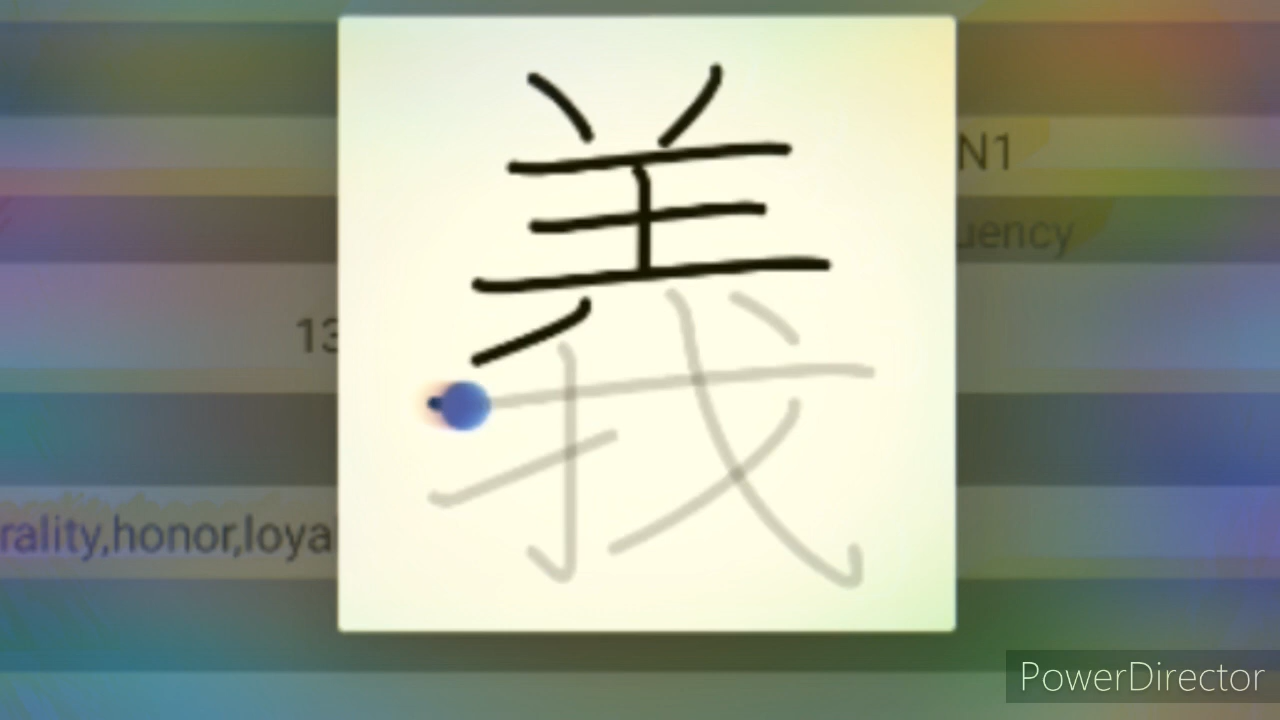 義
N1
uency
13
rality,honor,loya
PowerDirector